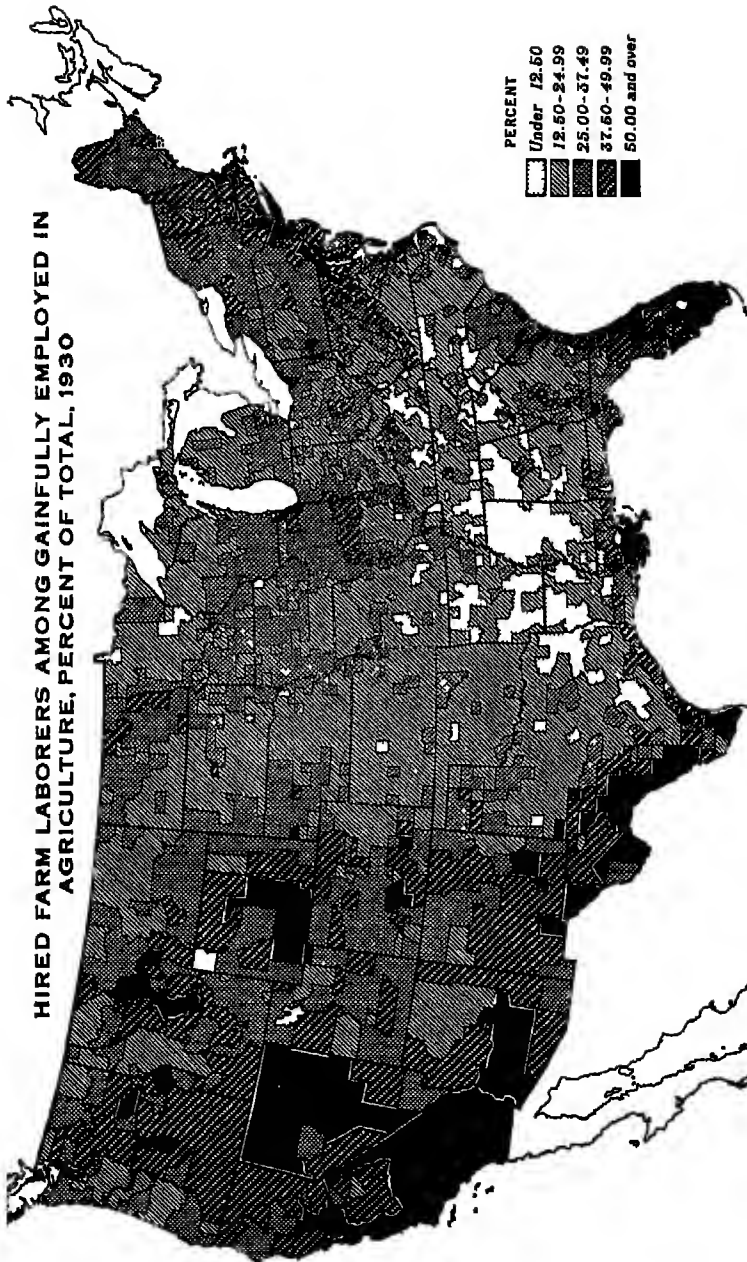 HIRED FARM LABORERS AMONG GAINFULLY EMPLOYED IN
AGRICULTURE, PERCENT OF TOTAL, 1930
PERCENT
Under 12.50
12.50-24.99
25.00-37.49
37.50-49.99
50.00 and over